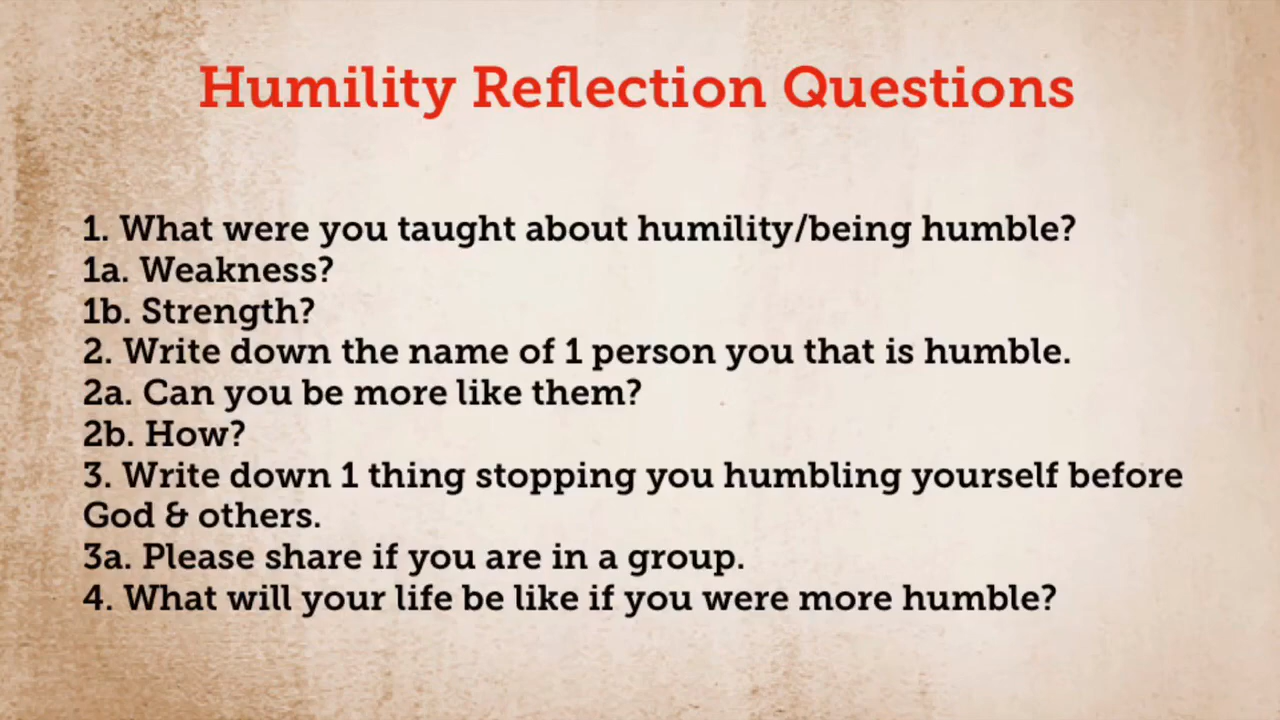 Humility Reflection Questions
1. What were you taught about humility/being humble?
1a. Weakness?
1b. Strength?
2. Write down the name of 1 person you that is humble.
2a. Can you be more like them?
2b. How?
3. Write down 1 thing stopping you humbling yourself before
God & others.
3a. Please share if you are in a group.
4. What will your life be like if you were more humble?